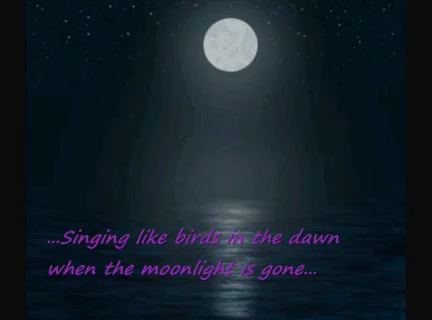 ...Singing like birds in the dawn
when the moonlight is gone...